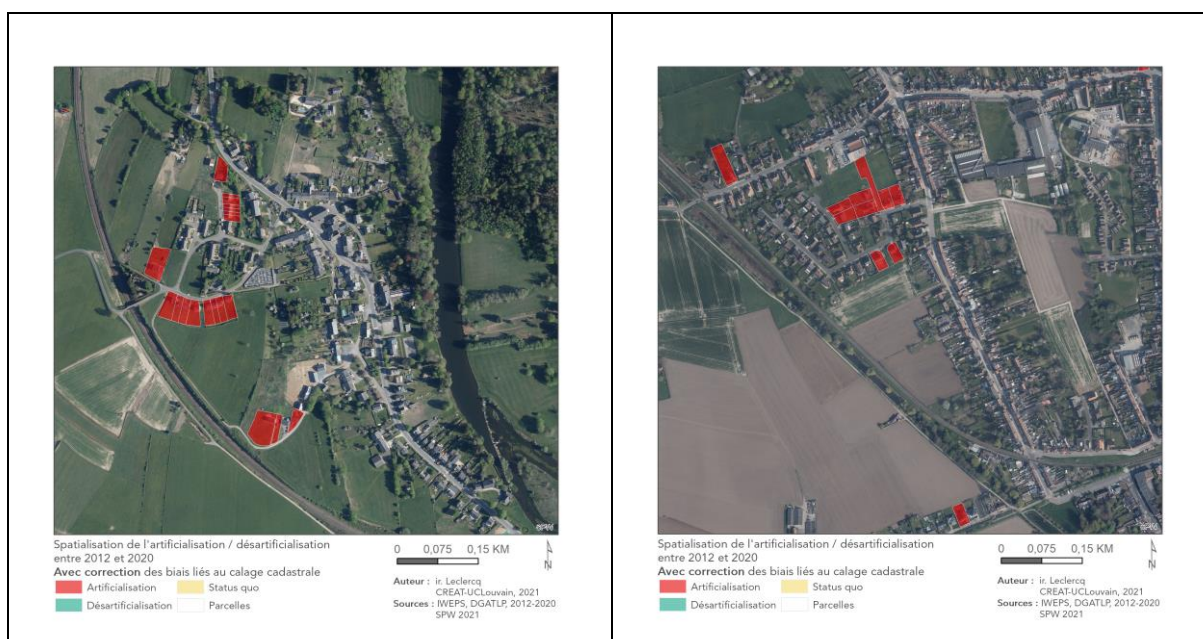 SPW
Spatialisation de l'artificialisation / désartificialisation
entre 2012 et 2020
Avec correction des biais liés au calage cadastrale
Artificialisation
Status quo
Désartificialisation
Parcelles
0 0,075 0,15 KM
N
Auteur : ir. Leclercq
CREAT-UCLouvain, 2021
Sources : IWEPS, DGATLP, 2012-2020
SPW 2021
SPW
Spatialisation de l'artificialisation / désartificialisation
entre 2012 et 2020
Avec correction des biais liés au calage cadastrale
Artificialisation
Status quo
Désartificialisation
Parcelles
0 0,075 0,15 KM
N
Auteur : ir. Leclercq
CREAT-UCLouvain, 2021
Sources : IWEPS, DGATLP, 2012-2020
SPW 2021